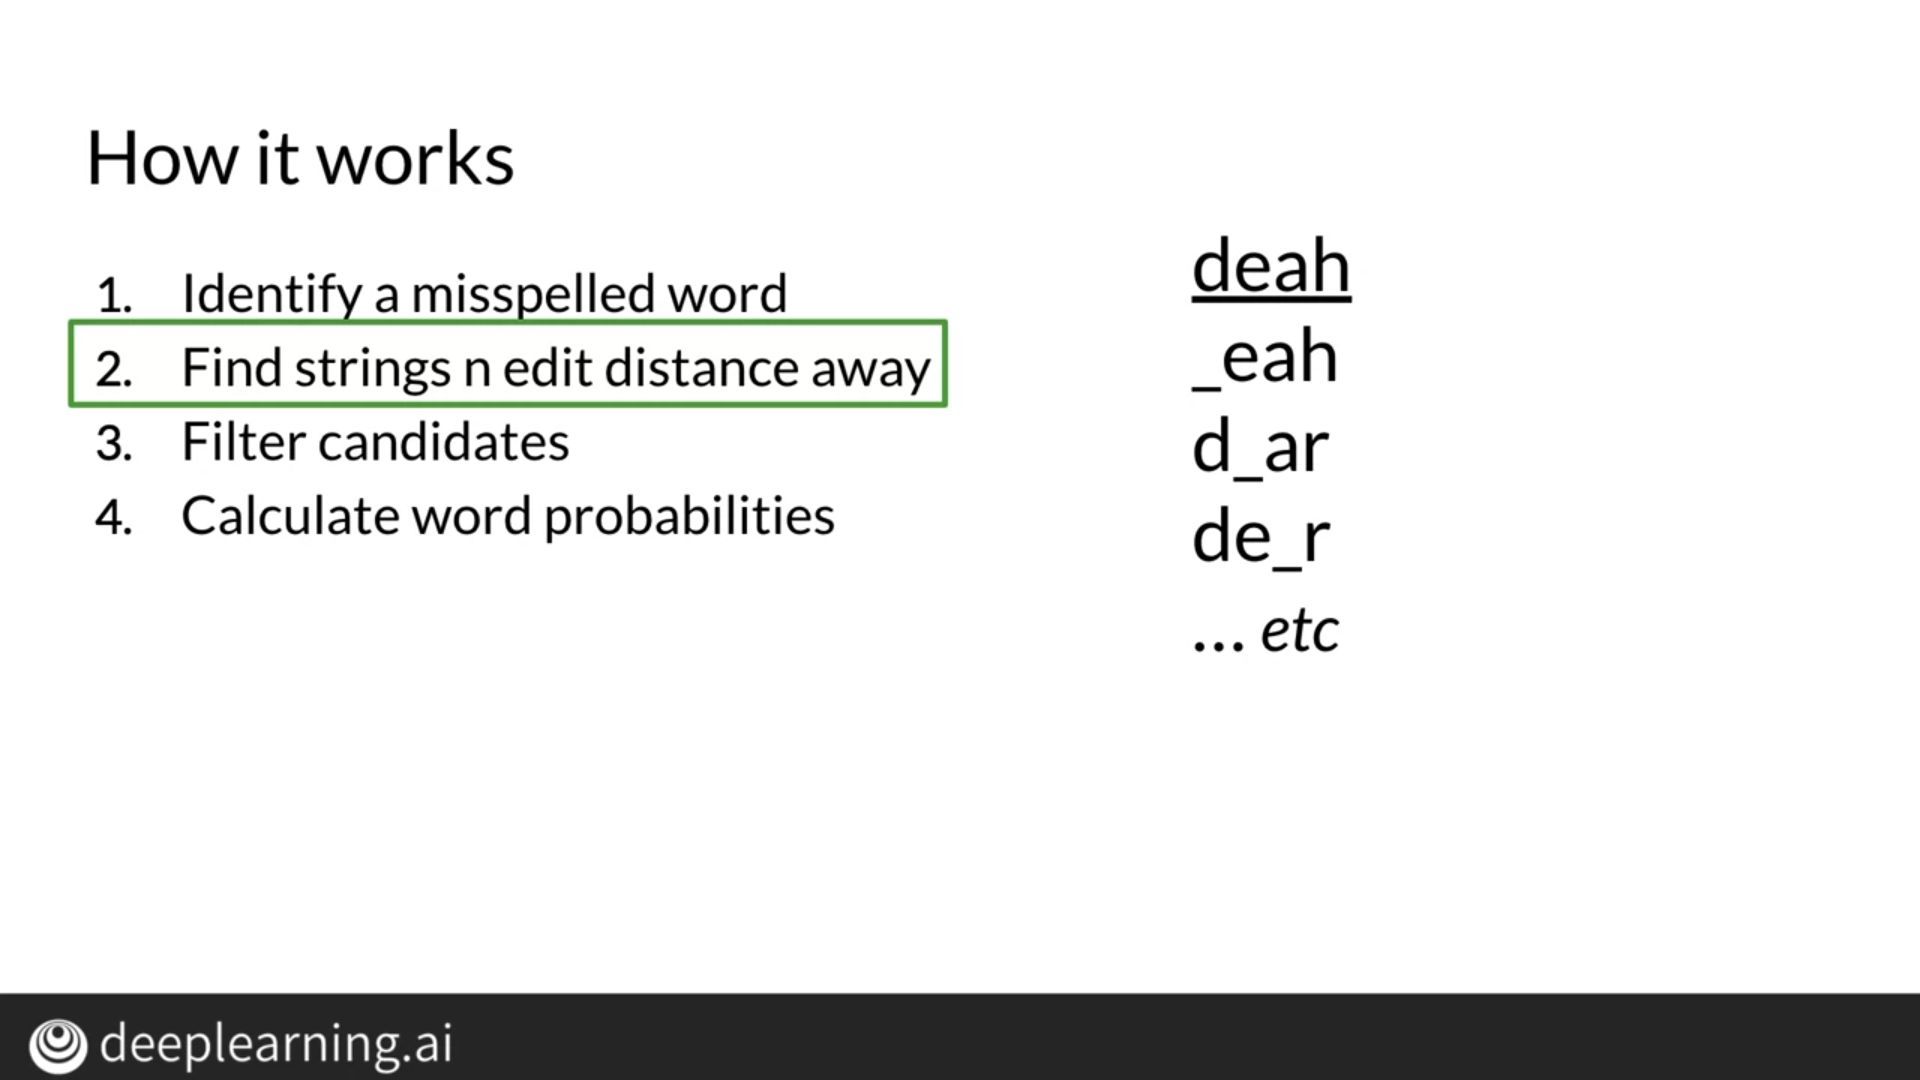 How it works
1. Identify a misspelled word
2. Find strings n edit distance away
3. Filter candidates
4. Calculate word probabilities
deah
_eah
d_ar
de_r
... etc
deeplearning.ai